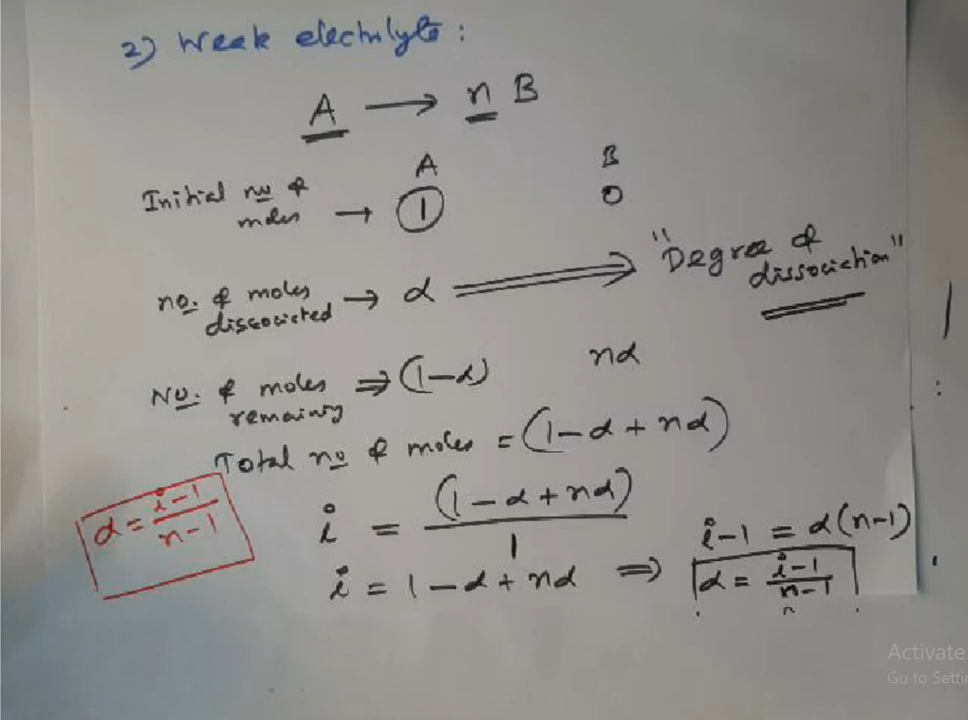 2) Weak electrolyte :
A → n B
A B
Initial no of moles → 1 0
no. of moles dissociated → α ⇒ "Degree of dissociation"
No. of moles remaining ⇒ (1-α) nα
Total no of moles = (1-α + nα)
α = i-1 / n-1
i = (1-α+nα) / 1
i-1 = α(n-1)
i = 1-α+nα ⇒ α = i-1 / n-1
Activate
Go to Setti